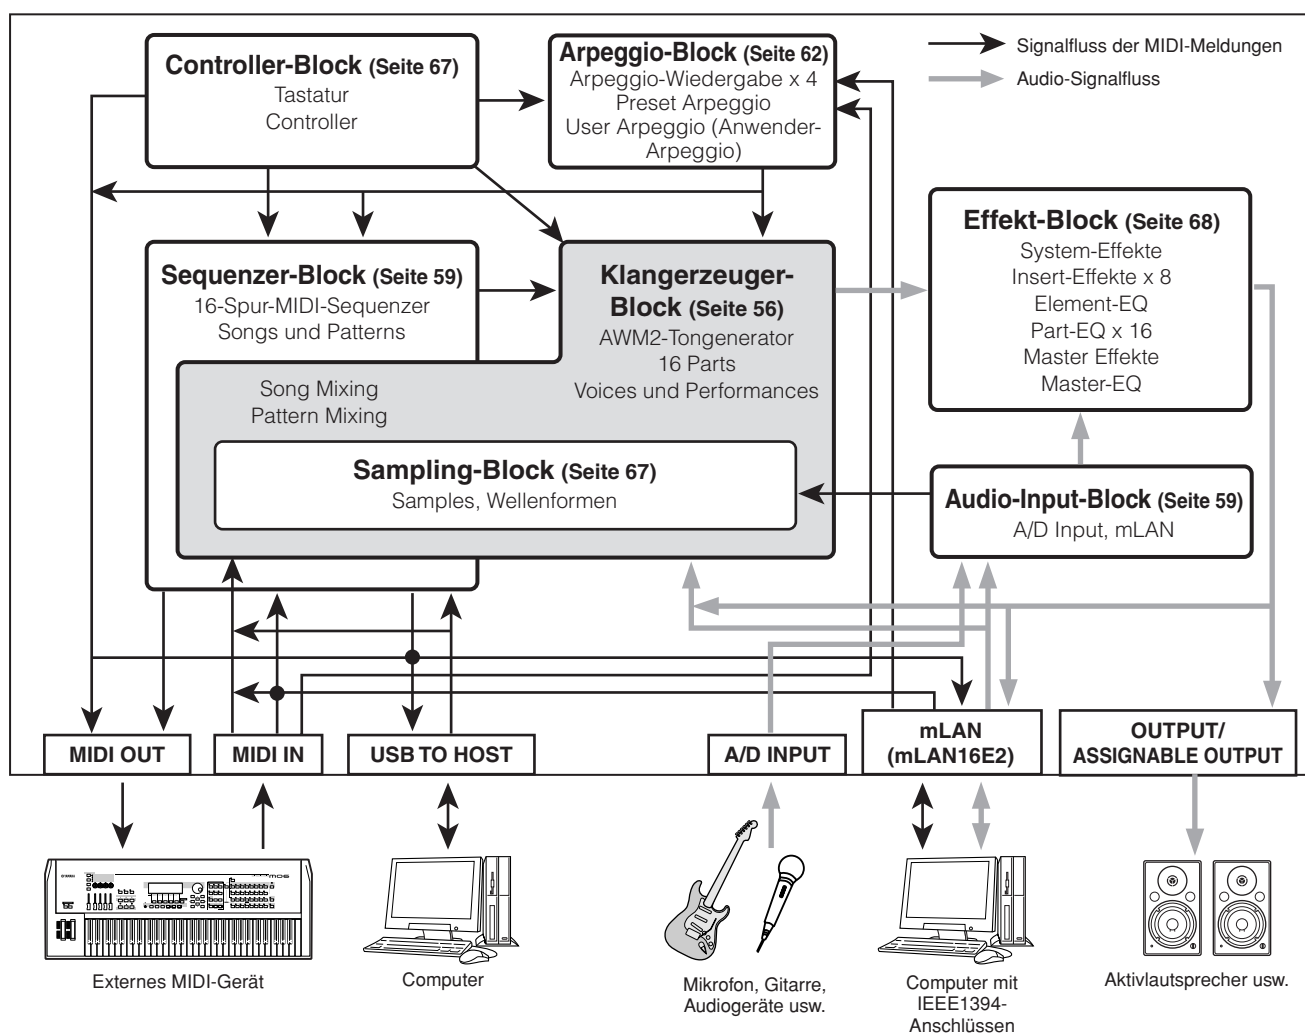 Controller-Block (Seite 67)
Tastatur
Controller
Arpeggio-Block (Seite 62)
Arpeggio-Wiedergabe x 4
Preset Arpeggio
User Arpeggio (Anwender-
Arpeggio)
Signalfluss der MIDI-Meldungen
Audio-Signalfluss
Sequenzer-Block (Seite 59)
16-Spur-MIDI-Sequenzer
Songs und Patterns
Klangerzeuger-
Block (Seite 56)
AWM2-Tongenerator
16 Parts
Voices und Performances
Song Mixing
Pattern Mixing
Effekt-Block (Seite 68)
System-Effekte
Insert-Effekte x 8
Element-EQ
Part-EQ x 16
Master Effekte
Master-EQ
Sampling-Block (Seite 67)
Samples, Wellenformen
Audio-Input-Block (Seite 59)
A/D Input, mLAN
MIDI OUT
MIDI IN
USB TO HOST
A/D INPUT
mLAN
(mLAN16E2)
OUTPUT/
ASSIGNABLE OUTPUT
Externes MIDI-Gerät
Computer
Mikrofon, Gitarre,
Audiogeräte usw.
Computer mit
IEEE1394-
Anschlüssen
Aktivlautsprecher usw.